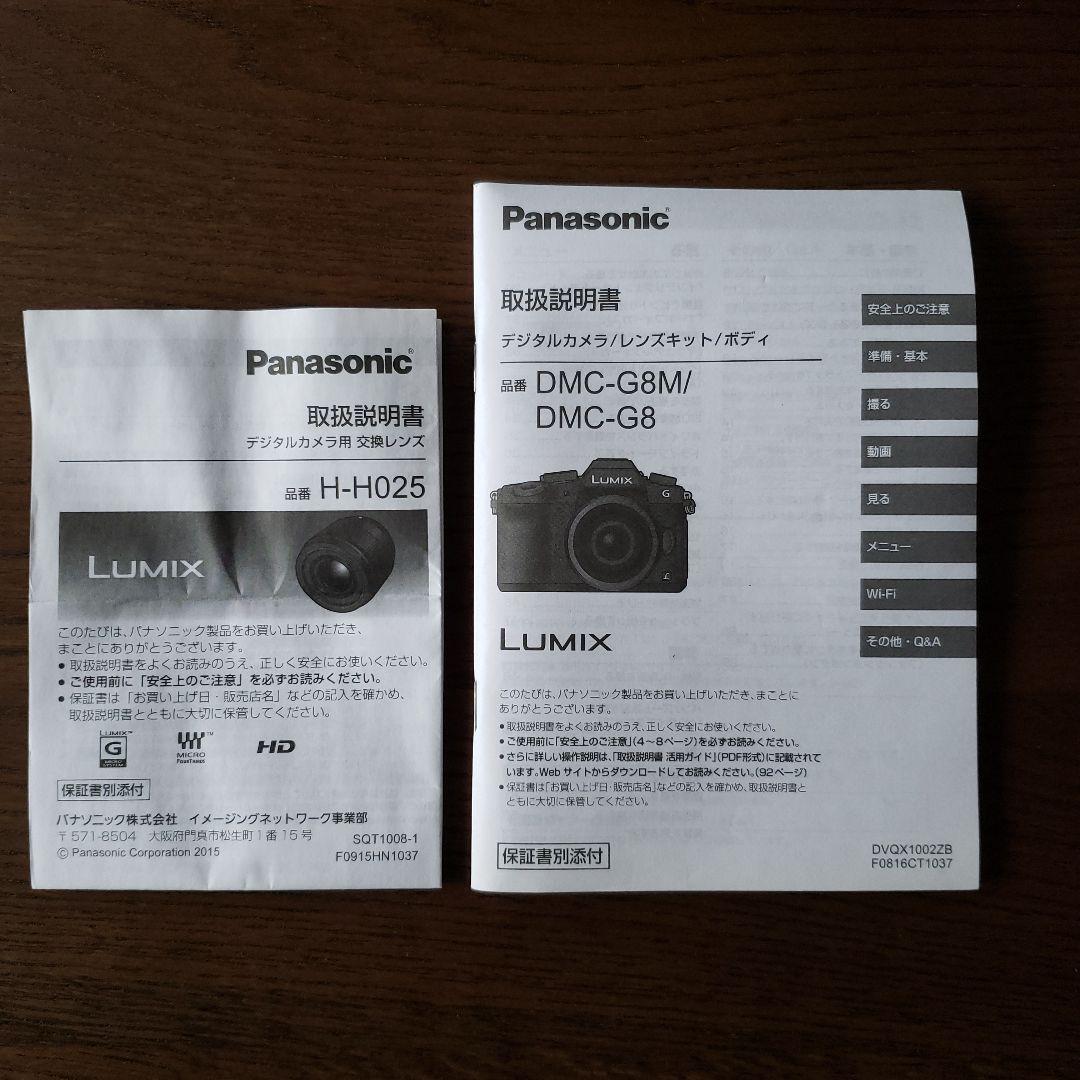 Panasonic®
取扱説明書
デジタルカメラ用 交換レンズ
品番 H-H025
LUMIX
このたびは、パナソニック製品をお買い上げいただき、
まことにありがとうございます。
● 取扱説明書をよくお読みのうえ、正しく安全にお使いください。
● ご使用前に「安全上のご注意」を必ずお読みください。
● 保証書は「お買い上げ日・販売店名」などの記入を確かめ、
取扱説明書とともに大切に保管してください。
LUMIX™
G
MICRO
SYSTEM
™
MICRO
FOURTHIRDS
HD
保証書別添付
パナソニック株式会社 イメージングネットワーク事業部
〒571-8504 大阪府門真市松生町1番15号
© Panasonic Corporation 2015
SQT1008-1
F0915HN1037
Panasonic®
取扱説明書
デジタルカメラ/レンズキット/ボディ
品番 DMC-G8M/
DMC-G8
LUMIX
G
LUMIX
このたびは、パナソニック製品をお買い上げいただき、まことに
ありがとうございます。
● 取扱説明書をよくお読みのうえ、正しく安全にお使いください。
● ご使用前に「安全上のご注意」(4～8ページ)を必ずお読みください。
● さらに詳しい操作説明は、「取扱説明書 活用ガイド」(PDF形式)に記載されて
います。Web サイトからダウンロードしてお読みください。(92ページ)
● 保証書は「お買い上げ日・販売店名」などの記入を確かめ、取扱説明書と
ともに大切に保管してください。
保証書別添付
DVQX1002ZB
F0816CT1037
安全上のご注意
準備・基本
撮る
動画
見る
メニュー
Wi-Fi
その他・Q&A